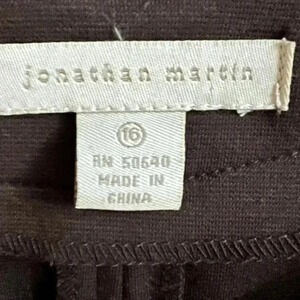 jonathan martin
16
RN 50640
MADE IN
CHINA